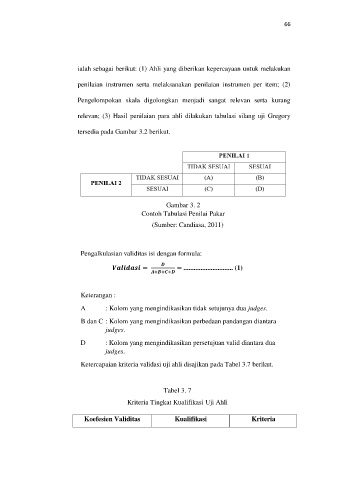 66
ialah sebagai berikut: (1) Ahli yang diberikan kepercayaan untuk melakukan
penilaian instrumen serta melaksanakan penilaian instrumen per item; (2)
Pengelompokan skala digolongkan menjadi sangat relevan serta kurang
relevan; (3) Hasil penilaian para ahli dilakukan tabulasi silang uji Gregory
tersedia pada Gambar 3.2 berikut.
PENILAI 1
TIDAK SESUAI SESUAI
PENILAI 2 TIDAK SESUAI (A) (B)
SESUAI (C) (D)
Gambar 3. 2
Contoh Tabulasi Penilai Pakar
(Sumber: Candiasa, 2011)
Pengalkulasian validitas isi dengan formula:
Validasi = D/A+B+C+D = ............................ (1)
Keterangan :
A : Kolom yang mengindikasikan tidak setujunya dua judges.
B dan C : Kolom yang mengindikasikan perbedaan pandangan diantara
judges.
D : Kolom yang mengindikasikan persetujuan valid diantara dua
judges.
Ketercapaian kriteria validasi uji ahli disajikan pada Tabel 3.7 berikut.
Tabel 3. 7
Kriteria Tingkat Kualifikasi Uji Ahli
Koefesien Validitas Kualifikasi Kriteria